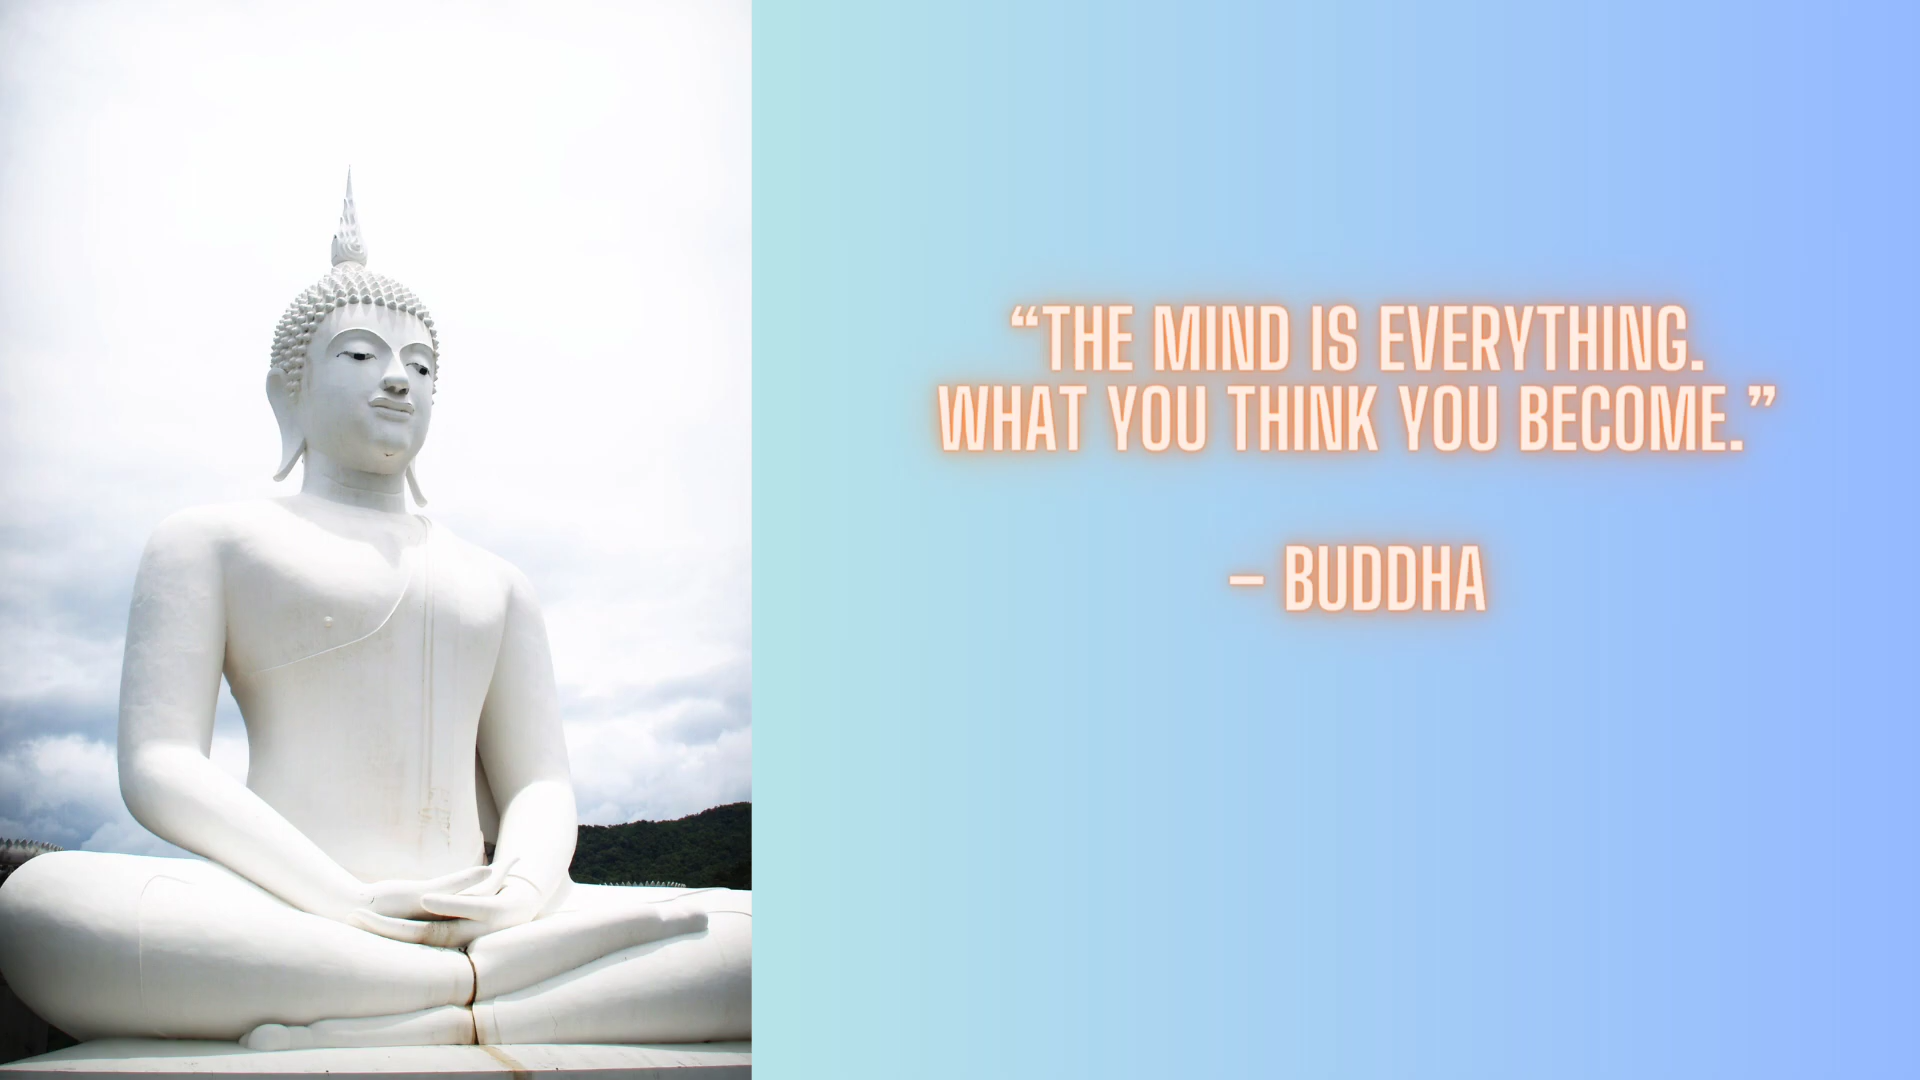 “THE MIND IS EVERYTHING.
WHAT YOU THINK YOU BECOME.”
– BUDDHA